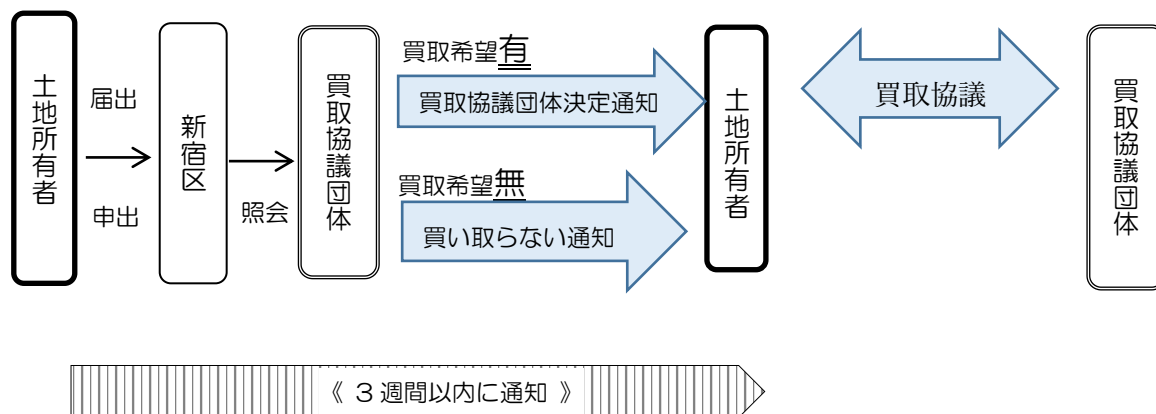 土地所有者
届出
申出
新宿区
照会
買取協議団体
買取希望有
買取協議団体決定通知
買取希望無
買い取らない通知
土地所有者
買取協議
買取協議団体
《 3 週間以内に通知 》